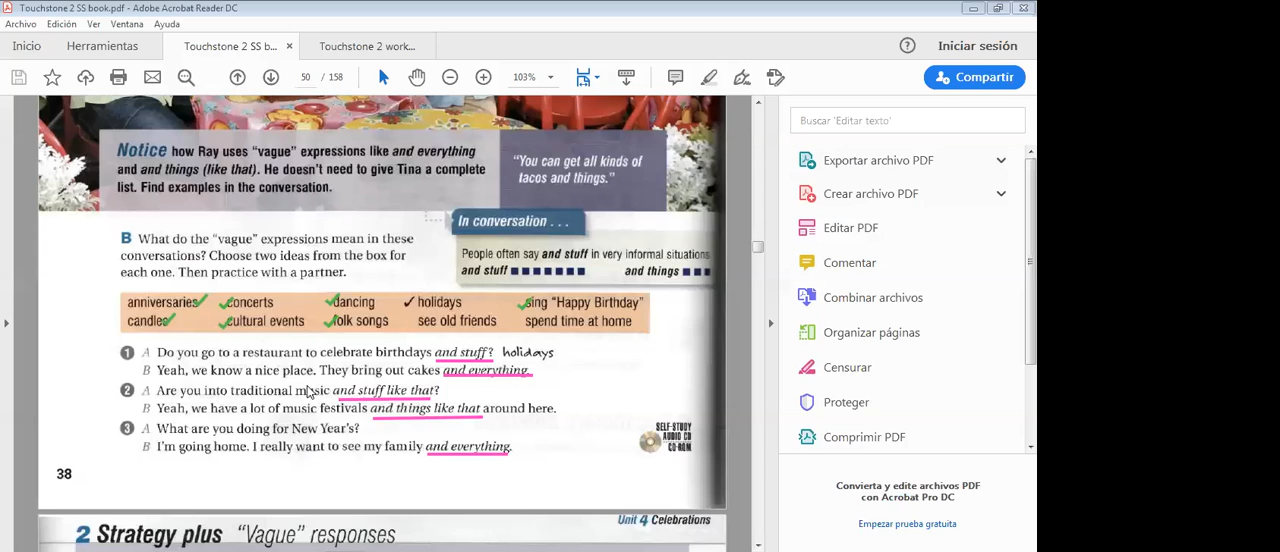 Touchstone 2 SS book.pdf - Adobe Acrobat Reader DC
Archivo Edición Ver Ventana Ayuda
Inicio Herramientas Touchstone 2 SS b... × Touchstone 2 work... Iniciar sesión
50 / 158 103% Compartir
Notice how Ray uses “vague” expressions like and everything
and and things (like that). He doesn't need to give Tina a complete
list. Find examples in the conversation.
“You can get all kinds of
tacos and things.”
In conversation . . .
People often say and stuff in very informal situations
and stuff and things
B What do the “vague” expressions mean in these
conversations? Choose two ideas from the box for
each one. Then practice with a partner.
anniversaries concerts dancing holidays sing “Happy Birthday”
candles cultural events folk songs see old friends spend time at home
1 A Do you go to a restaurant to celebrate birthdays and stuff? holidays
B Yeah, we know a nice place. They bring out cakes and everything.
2 A Are you into traditional music and stuff like that?
B Yeah, we have a lot of music festivals and things like that around here.
3 A What are you doing for New Year's?
B I'm going home. I really want to see my family and everything.
SELF-STUDY
AUDIO CD
CD-ROM
38
Unit 4 Celebrations
2 Strategy plus “Vague” responses
Buscar 'Editar texto'
Exportar archivo PDF
Crear archivo PDF
Editar PDF
Comentar
Combinar archivos
Organizar páginas
Censurar
Proteger
Comprimir PDF
Convierta y edite archivos PDF
con Acrobat Pro DC
Empezar prueba gratuita